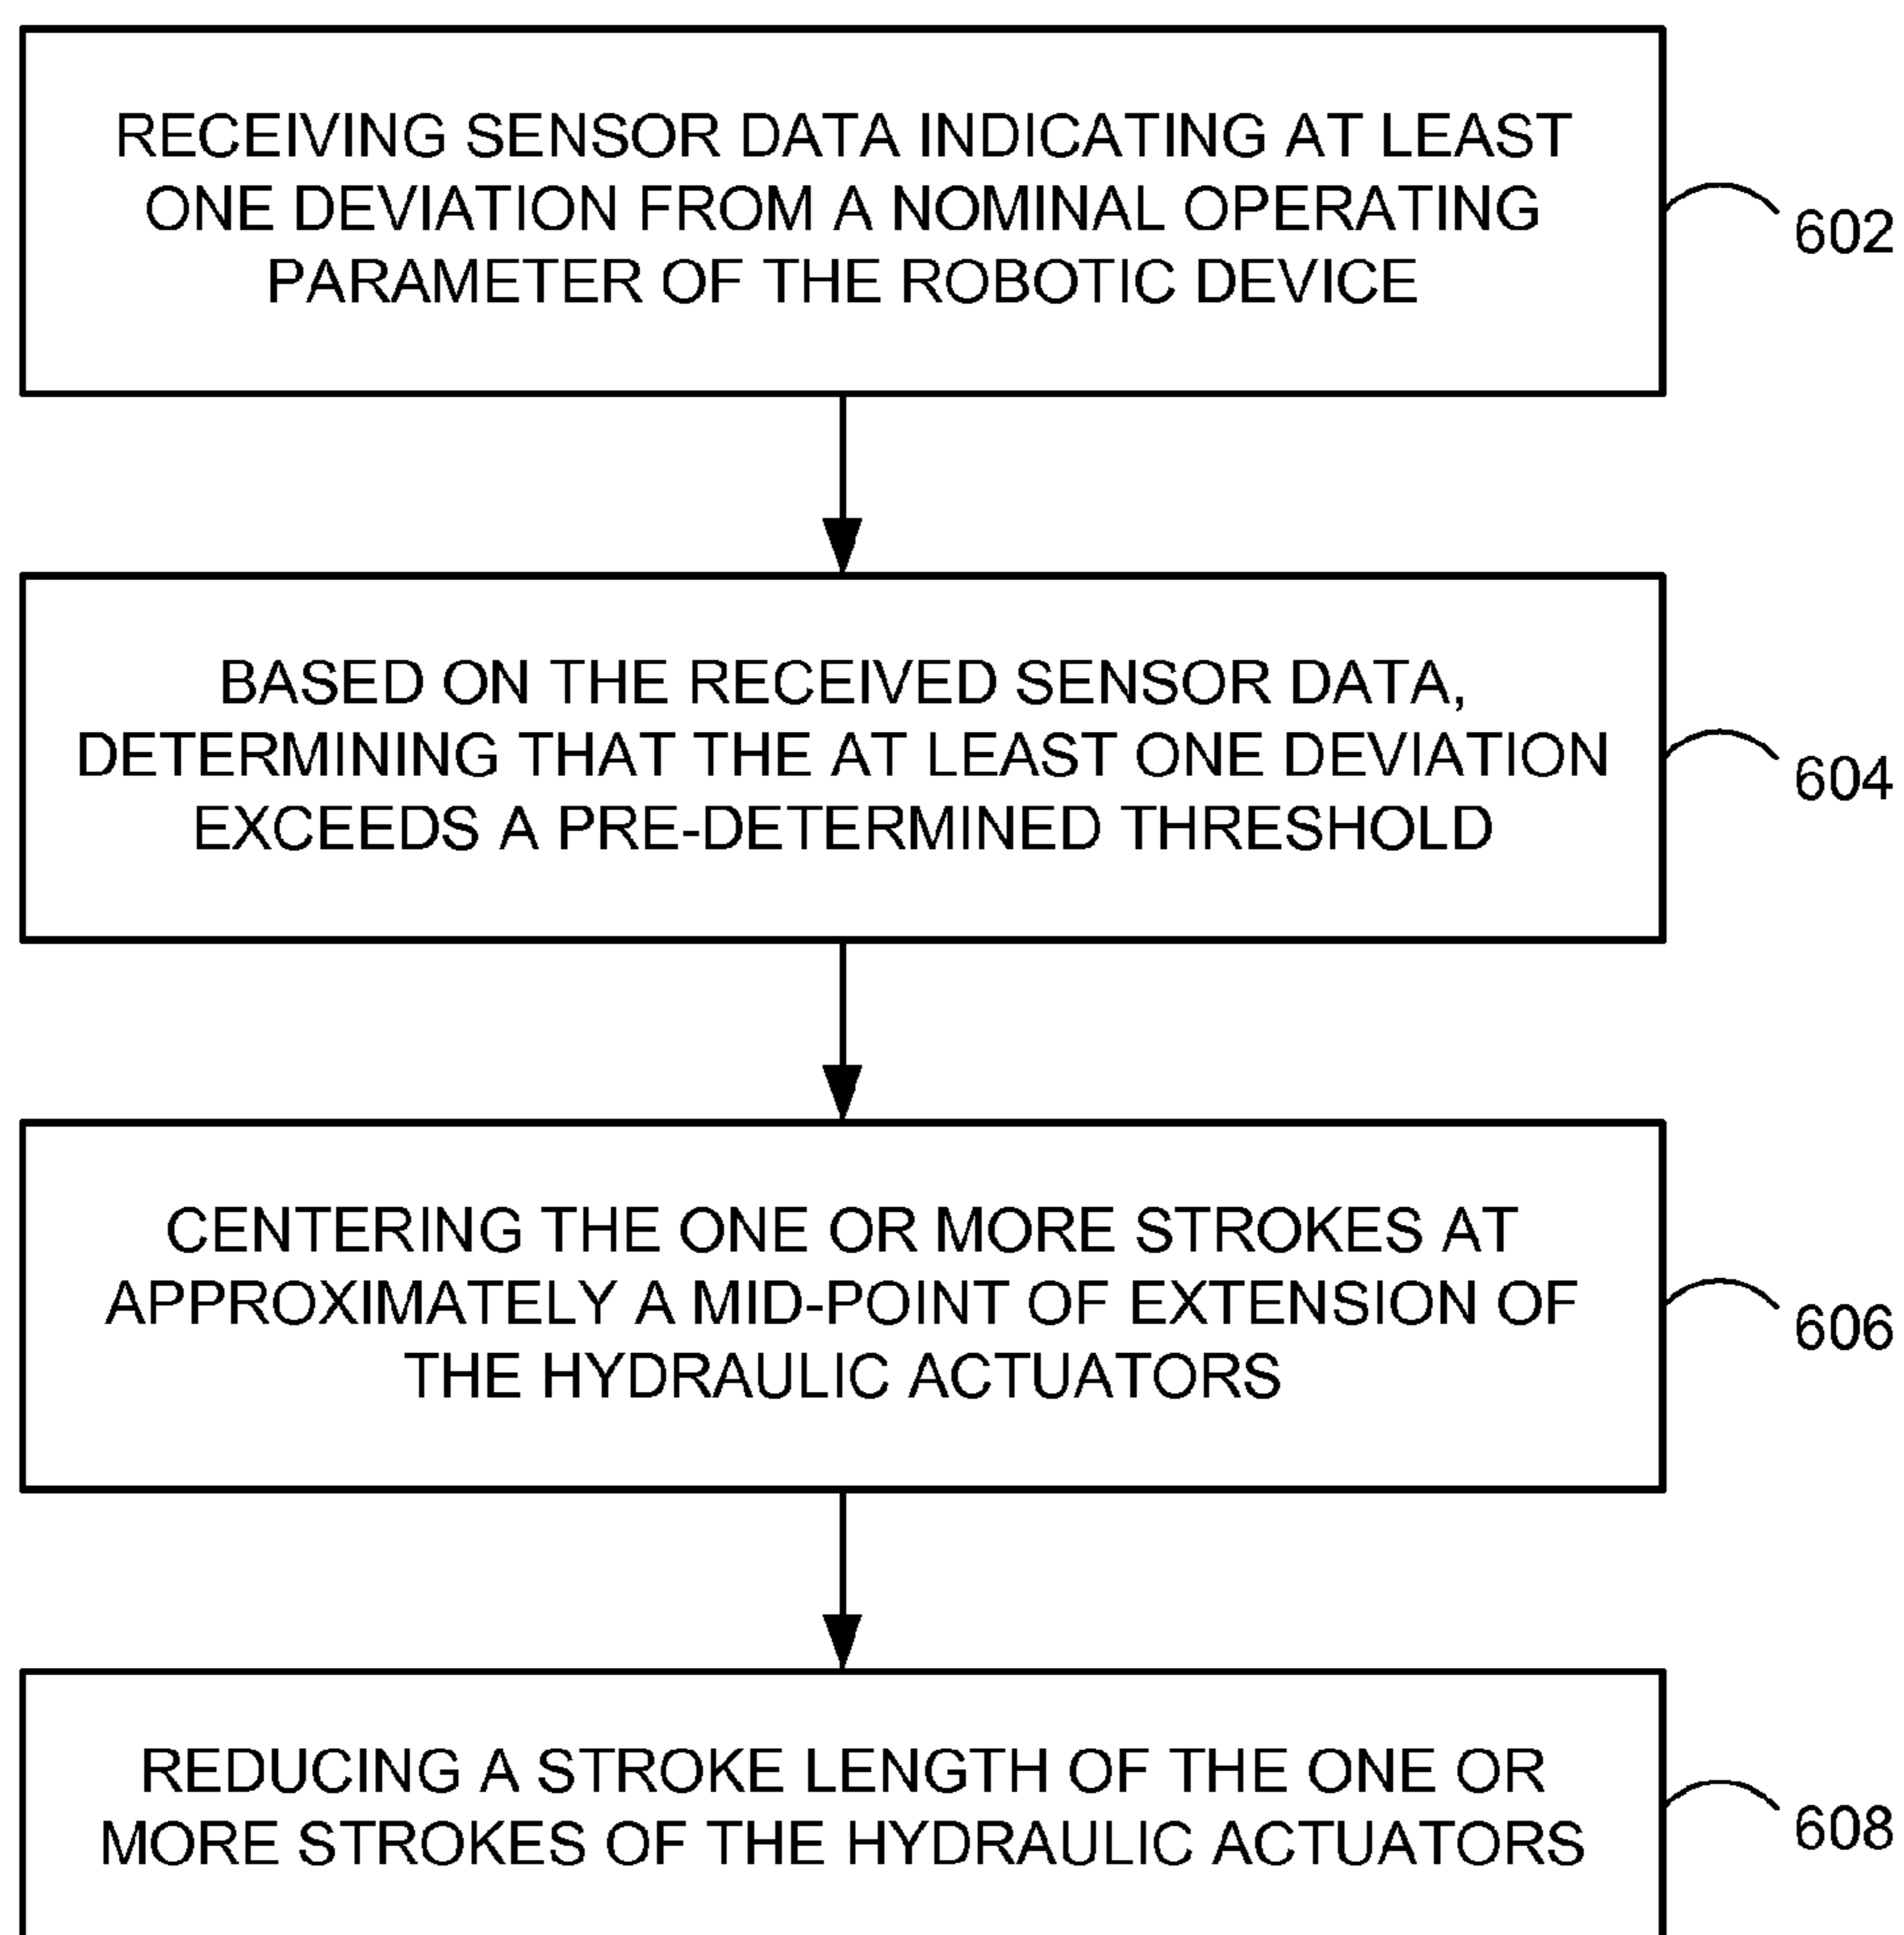 RECEIVING SENSOR DATA INDICATING AT LEAST
ONE DEVIATION FROM A NOMINAL OPERATING
PARAMETER OF THE ROBOTIC DEVICE
602
BASED ON THE RECEIVED SENSOR DATA,
DETERMINING THAT THE AT LEAST ONE DEVIATION
EXCEEDS A PRE-DETERMINED THRESHOLD
604
CENTERING THE ONE OR MORE STROKES AT
APPROXIMATELY A MID-POINT OF EXTENSION OF
THE HYDRAULIC ACTUATORS
606
REDUCING A STROKE LENGTH OF THE ONE OR
MORE STROKES OF THE HYDRAULIC ACTUATORS
608